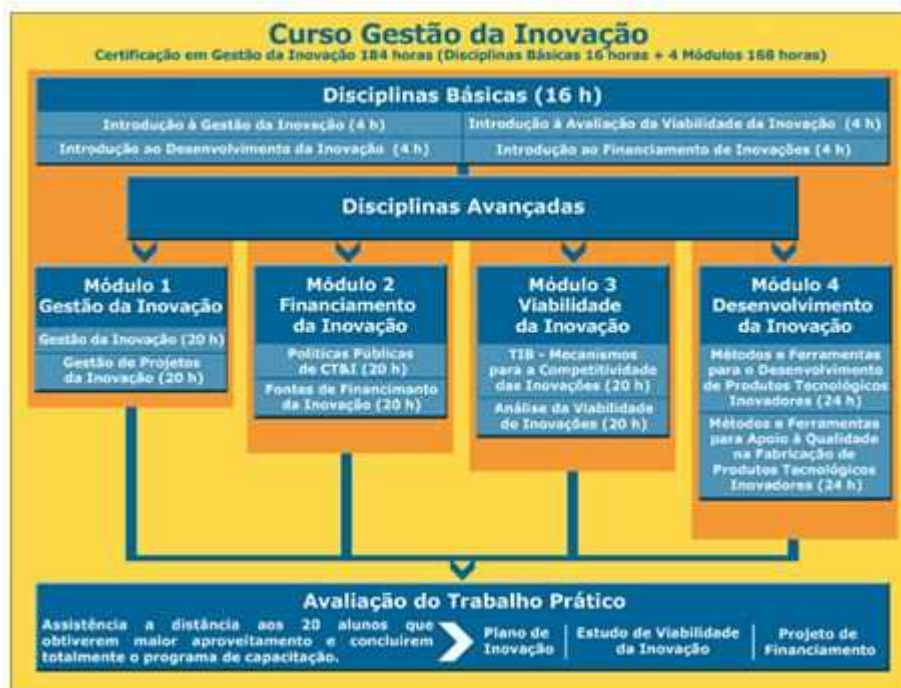 Curso Gestão da Inovação
Certificação em Gestão da Inovação 184 horas (Disciplinas Básicas 16 horas + 4 Módulos 168 horas)
Disciplinas Básicas (16 h)
Introdução à Gestão da Inovação (4 h)
Introdução à Avaliação da Viabilidade da Inovação (4 h)
Introdução ao Desenvolvimento da Inovação (4 h)
Introdução ao Financiamento de Inovações (4 h)
Disciplinas Avançadas
Módulo 1
Gestão da Inovação
Gestão da Inovação (20 h)
Gestão de Projetos
da Inovação (20 h)
Módulo 2
Financiamento
da Inovação
Políticas Públicas
de CT&I (20 h)
Fontes de Financimanto
da Inovação (20 h)
Módulo 3
Viabilidade
da Inovação
TIB - Mecanismos
para a Competitividade
das Inovações (20 h)
Análise da Viabilidade
de Inovações (20 h)
Módulo 4
Desenvolvimento
da Inovação
Métodos e Ferramentas
para o Desenvolvimento
de Produtos Tecnológicos
Inovadores (24 h)
Métodos e Ferramentas
para Apoio à Qualidade
na Fabricação de
Produtos Tecnológicos
Inovadores (24 h)
Avaliação do Trabalho Prático
Assistência a distância aos 20 alunos que
obtiverem maior aproveitamento e concluirem
totalmente o programa de capacitação.
Plano de
Inovação
Estudo de Viabilidade
da Inovação
Projeto de
Financiamento